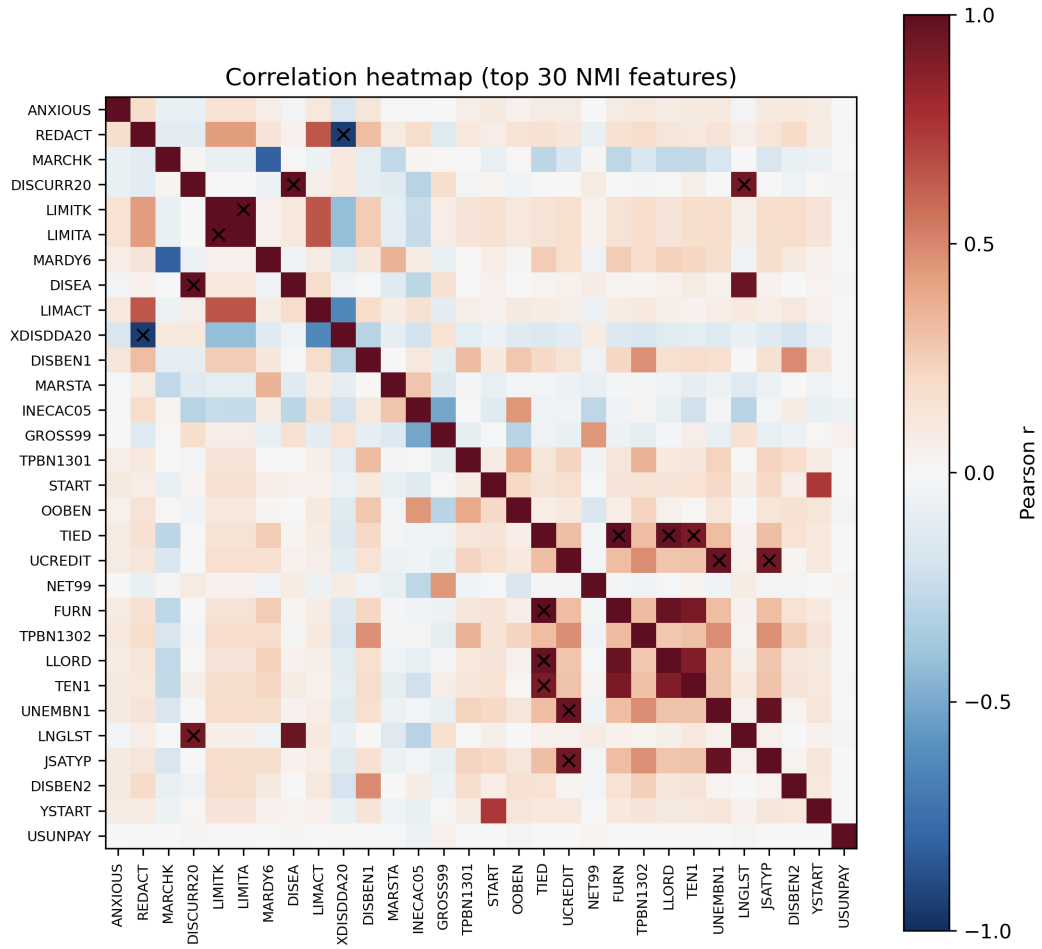 Correlation heatmap (top 30 NMI features)
ANXIOUS
REDACT
MARCHK
DISCURR20
LIMITK
LIMITA
MARDY6
DISEA
LIMACT
XDISDDA20
DISBEN1
MARSTA
INECAC05
GROSS99
TPBN1301
START
OOBEN
TIED
UCREDIT
NET99
FURN
TPBN1302
LLORD
TEN1
UNEMBN1
LNGLST
JSATYP
DISBEN2
YSTART
USUNPAY
ANXIOUS
REDACT
MARCHK
DISCURR20
LIMITK
LIMITA
MARDY6
DISEA
LIMACT
XDISDDA20
DISBEN1
MARSTA
INECAC05
GROSS99
TPBN1301
START
OOBEN
TIED
UCREDIT
NET99
FURN
TPBN1302
LLORD
TEN1
UNEMBN1
LNGLST
JSATYP
DISBEN2
YSTART
USUNPAY
1.0
0.5
0.0
−0.5
−1.0
Pearson r